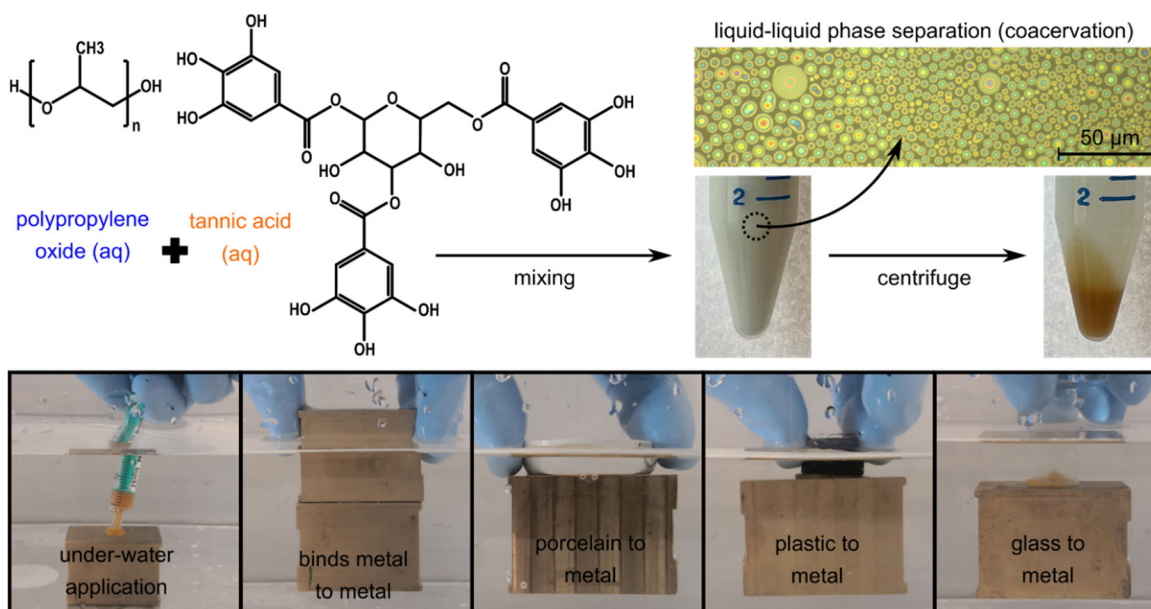 liquid-liquid phase separation (coacervation)
CH3
H
O
OH
n
OH
HO
HO
HO
O
O
O
O
O
HO
OH
O
O
O
OH
OH
OH
HO
OH
OH
50 µm
2
2
polypropylene
oxide (aq)
tannic acid
(aq)
mixing
centrifuge
under-water
application
binds metal
to metal
porcelain to
metal
plastic to
metal
glass to
metal